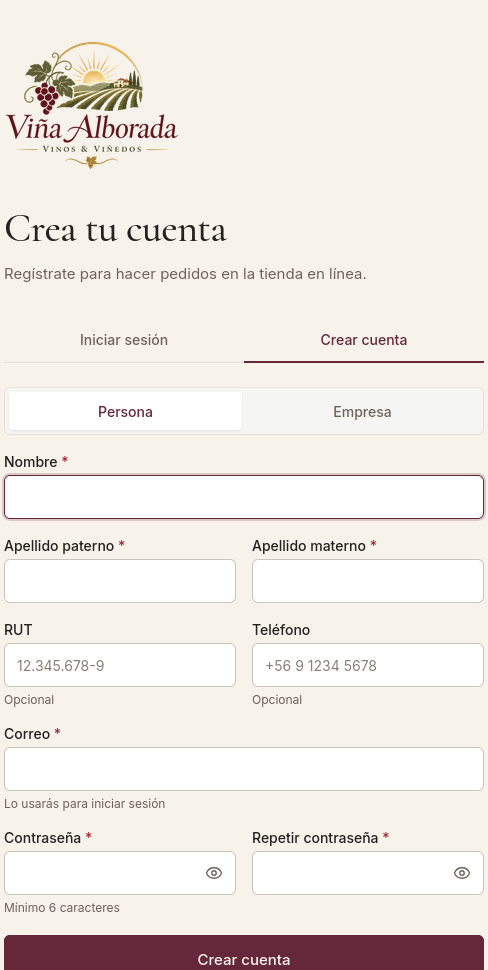 Viña Alborada
VINOS & VIÑEDOS
Crea tu cuenta
Regístrate para hacer pedidos en la tienda en línea.
Iniciar sesión Crear cuenta
Persona Empresa
Nombre *
Apellido paterno * Apellido materno *
RUT Teléfono
12.345.678-9 +56 9 1234 5678
Opcional Opcional
Correo *
Lo usarás para iniciar sesión
Contraseña * Repetir contraseña *
Mínimo 6 caracteres
Crear cuenta